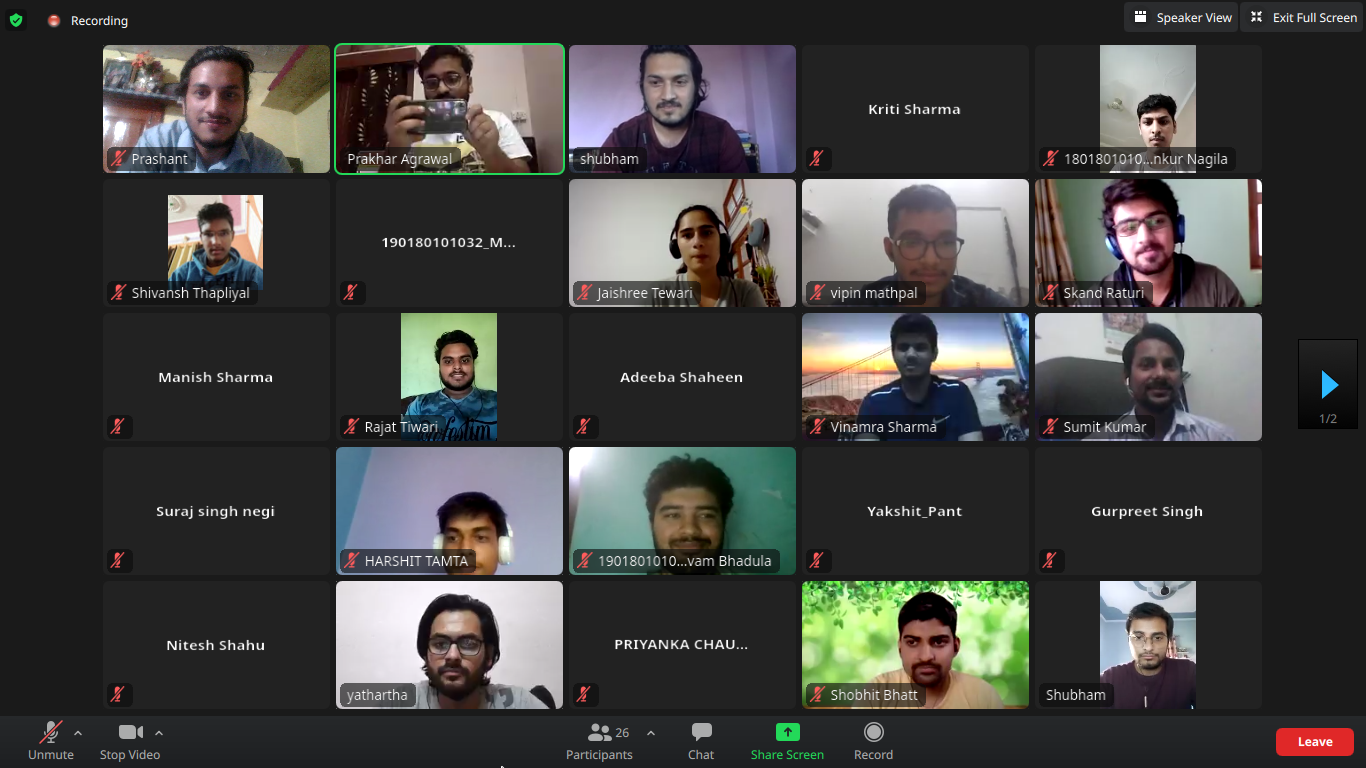 Recording
Speaker View
Exit Full Screen
Prashant
Prakhar Agrawal
shubham
Kriti Sharma
1801801010...nkur Nagila
Shivansh Thapliyal
190180101032_M...
Jaishree Tewari
vipin mathpal
Skand Raturi
Manish Sharma
Rajat Tiwari
Adeeba Shaheen
Vinamra Sharma
Sumit Kumar
1/2
Suraj singh negi
HARSHIT TAMTA
1901801010...vam Bhadula
Yakshit_Pant
Gurpreet Singh
Nitesh Shahu
yathartha
PRIYANKA CHAU...
Shobhit Bhatt
Shubham
Unmute
Stop Video
26
Participants
Chat
Share Screen
Record
Leave